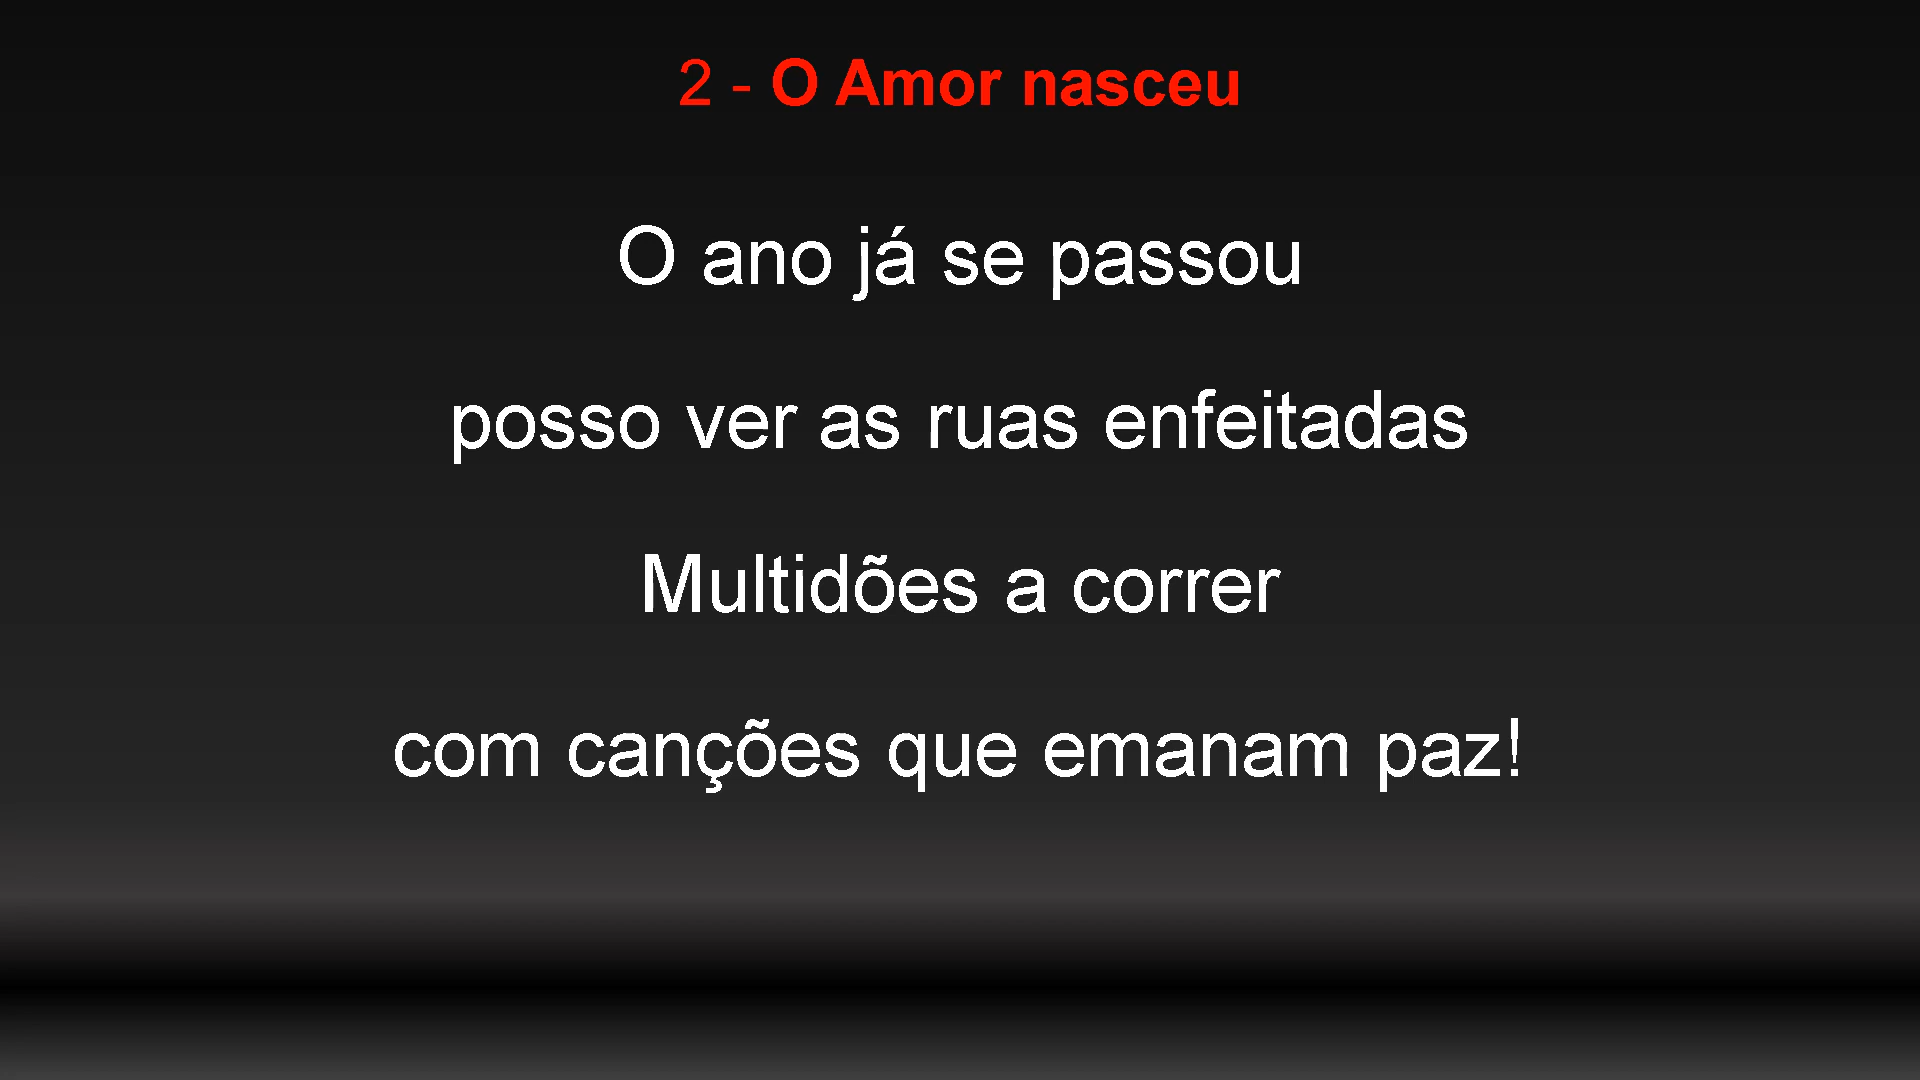 2 - O Amor nasceu
O ano já se passou
posso ver as ruas enfeitadas
Multidões a correr
com canções que emanam paz!